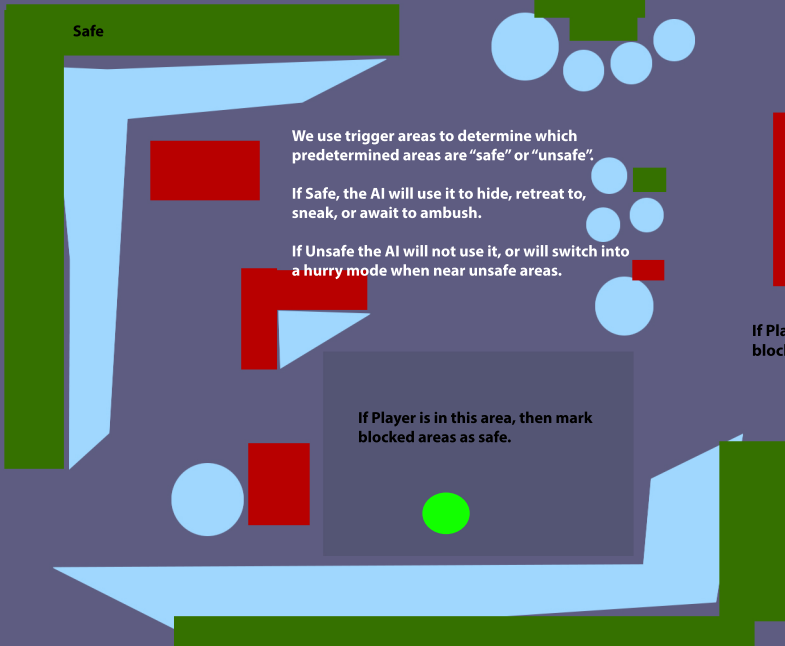 Safe
We use trigger areas to determine which
predetermined areas are “safe” or “unsafe”.
If Safe, the AI will use it to hide, retreat to,
sneak, or await to ambush.
If Unsafe the AI will not use it, or will switch into
a hurry mode when near unsafe areas.
If Pla
block
If Player is in this area, then mark
blocked areas as safe.